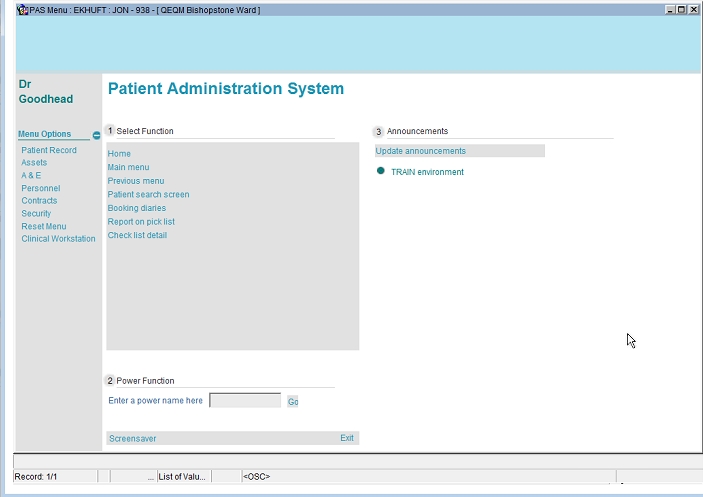 PAS Menu : EKHUFT : JON - 938 - [ QEQM Bishopstone Ward ]
Dr
Goodhead
Patient Administration System
Menu Options
Patient Record
Assets
A & E
Personnel
Contracts
Security
Reset Menu
Clinical Workstation
1 Select Function
Home
Main menu
Previous menu
Patient search screen
Booking diaries
Report on pick list
Check list detail
2 Power Function
Enter a power name here
Go
Screensaver Exit
3 Announcements
Update announcements
TRAIN environment
Record: 1/1 ... List of Valu... <OSC>